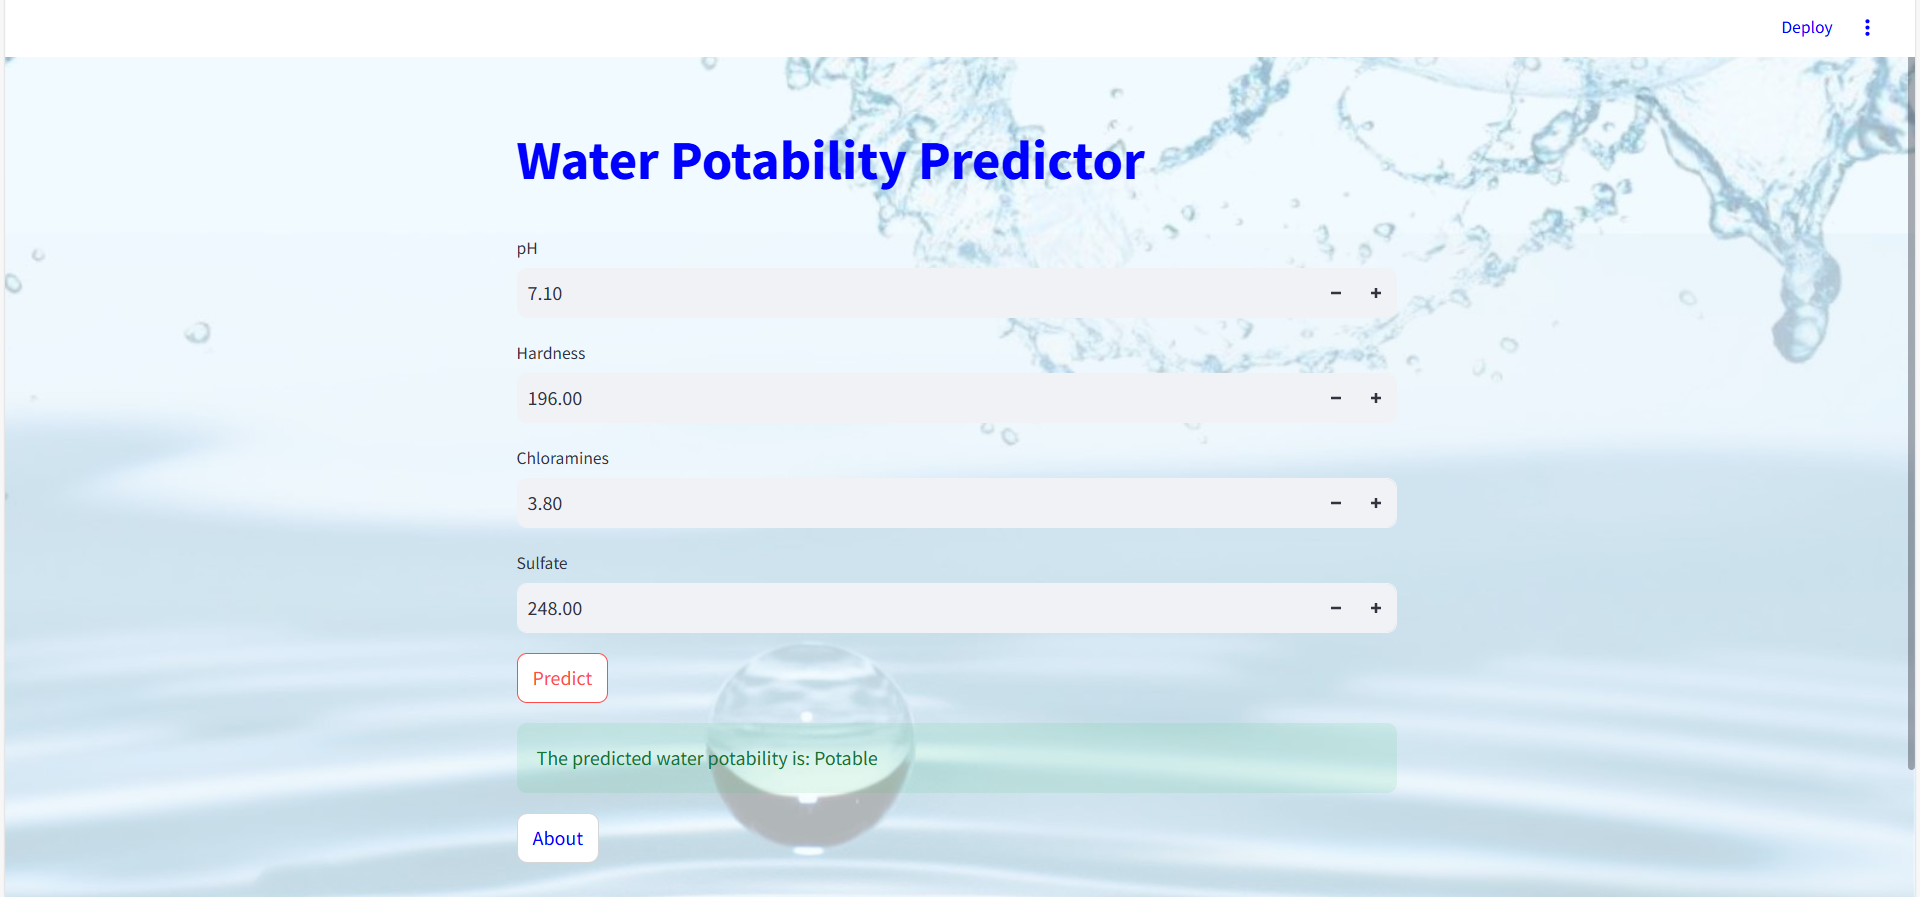 Deploy
Water Potability Predictor
pH
7.10
Hardness
196.00
Chloramines
3.80
Sulfate
248.00
Predict
The predicted water potability is: Potable
About